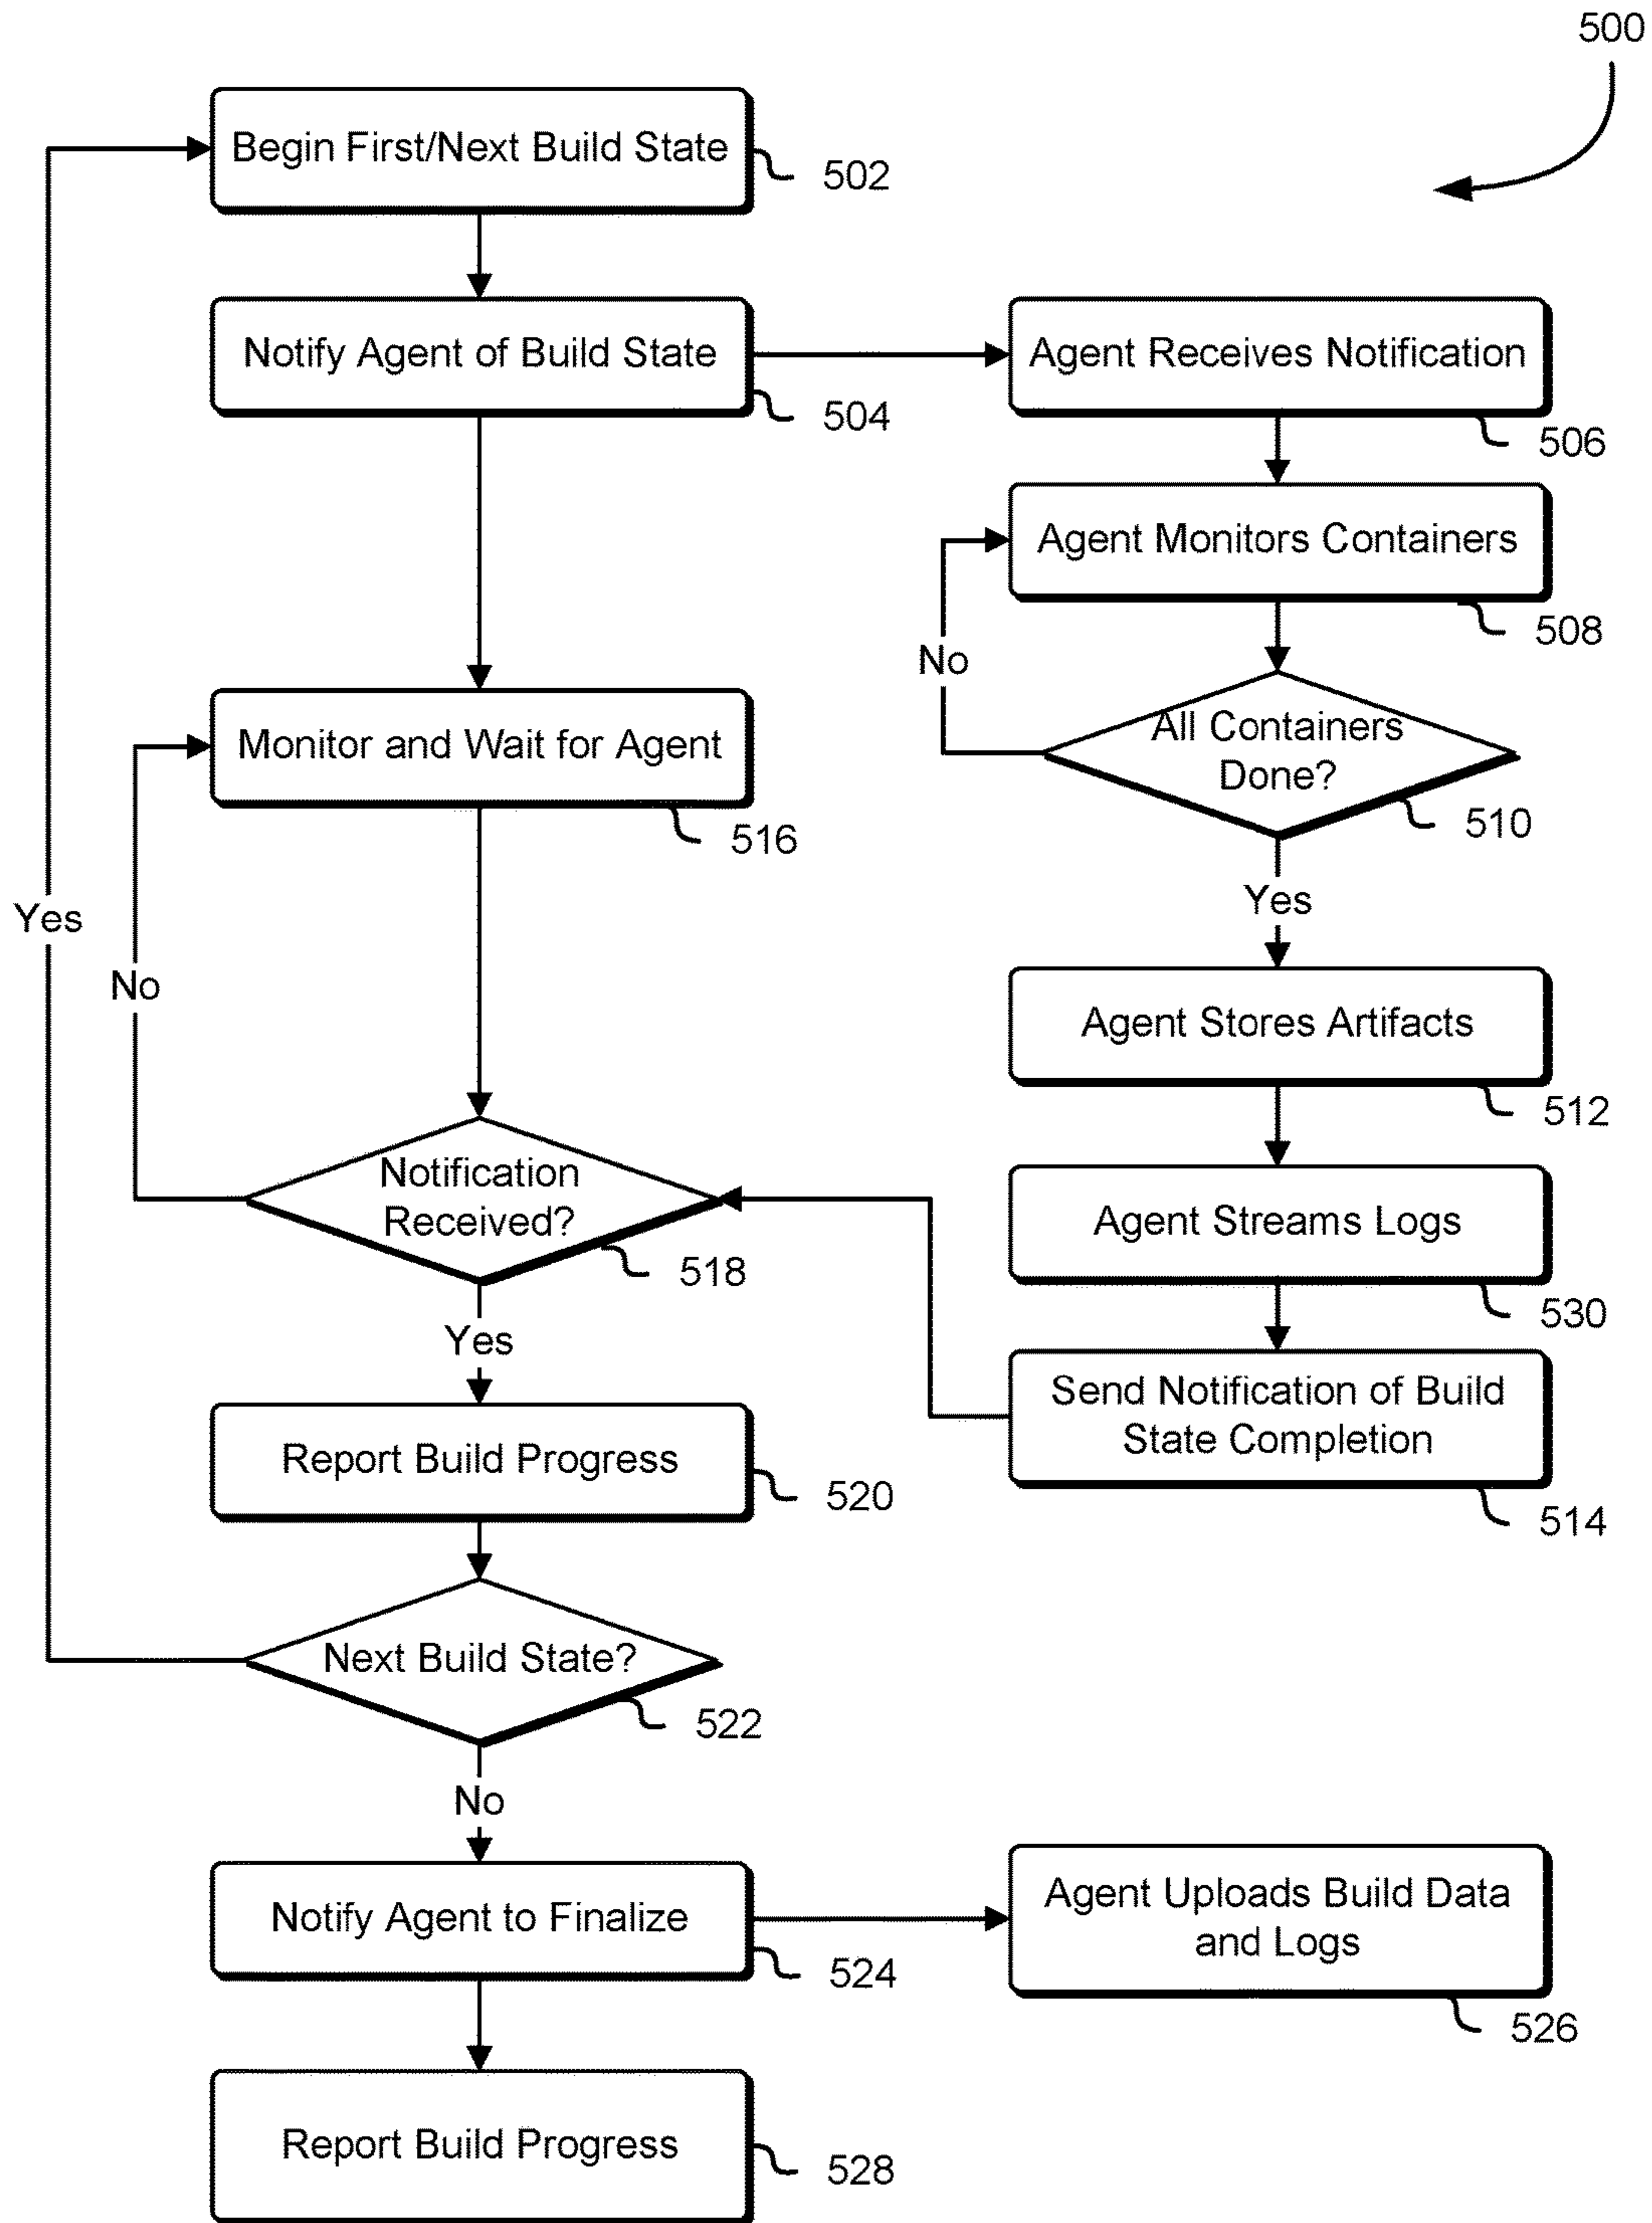 500
Begin First/Next Build State
502
Notify Agent of Build State
504
Agent Receives Notification
506
Agent Monitors Containers
508
No
All Containers
Done?
510
Yes
Monitor and Wait for Agent
516
Yes
No
Agent Stores Artifacts
512
Agent Streams Logs
530
Send Notification of Build
State Completion
514
Notification
Received?
518
Yes
Report Build Progress
520
Next Build State?
522
No
Notify Agent to Finalize
524
Agent Uploads Build Data
and Logs
526
Report Build Progress
528